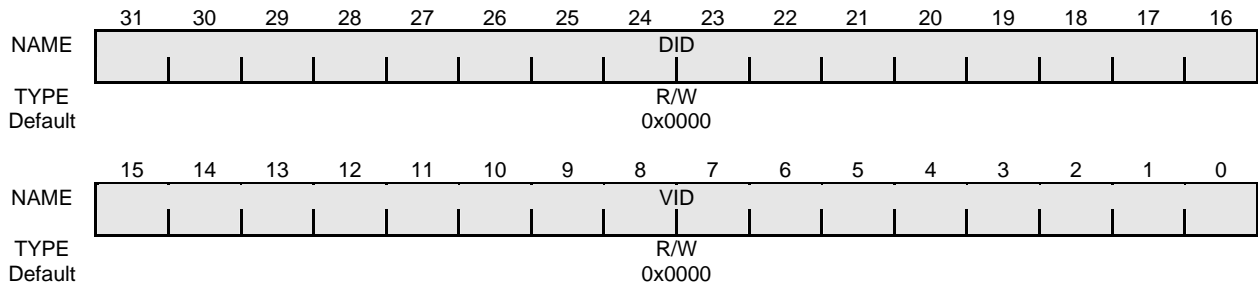 31 30 29 28 27 26 25 24 23 22 21 20 19 18 17 16
NAME DID
TYPE R/W
Default 0x0000
15 14 13 12 11 10 9 8 7 6 5 4 3 2 1 0
NAME VID
TYPE R/W
Default 0x0000